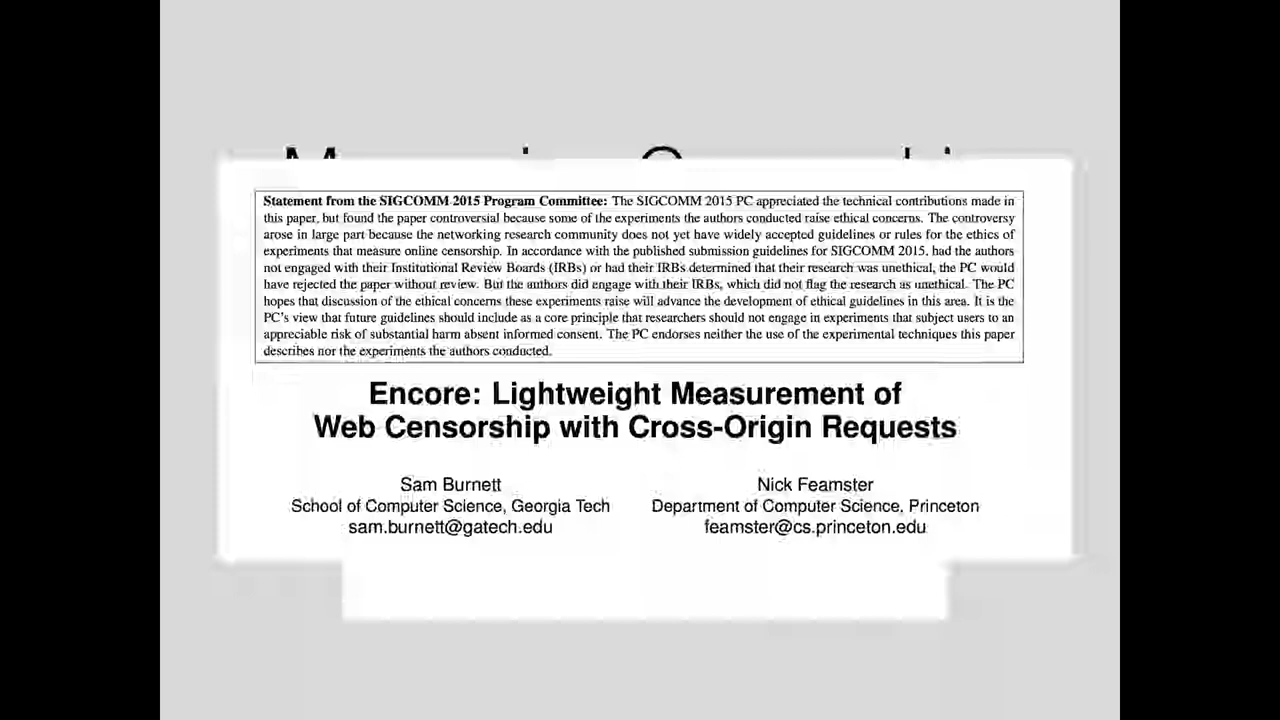 Statement from the SIGCOMM 2015 Program Committee: The SIGCOMM 2015 PC appreciated the technical contributions made in
this paper, but found the paper controversial because some of the experiments the authors conducted raise ethical concerns. The controversy
arose in large part because the networking research community does not yet have widely accepted guidelines or rules for the ethics of
experiments that measure online censorship. In accordance with the published submission guidelines for SIGCOMM 2015, had the authors
not engaged with their Institutional Review Boards (IRBs) or had their IRBs determined that their research was unethical, the PC would
have rejected the paper without review. But the authors did engage with their IRBs, which did not flag the research as unethical. The PC
hopes that discussion of the ethical concerns these experiments raise will advance the development of ethical guidelines in this area. It is the
PC's view that future guidelines should include as a core principle that researchers should not engage in experiments that subject users to an
appreciable risk of substantial harm absent informed consent. The PC endorses neither the use of the experimental techniques this paper
describes nor the experiments the authors conducted.
Encore: Lightweight Measurement of
Web Censorship with Cross-Origin Requests
Sam Burnett
School of Computer Science, Georgia Tech
sam.burnett@gatech.edu
Nick Feamster
Department of Computer Science, Princeton
feamster@cs.princeton.edu